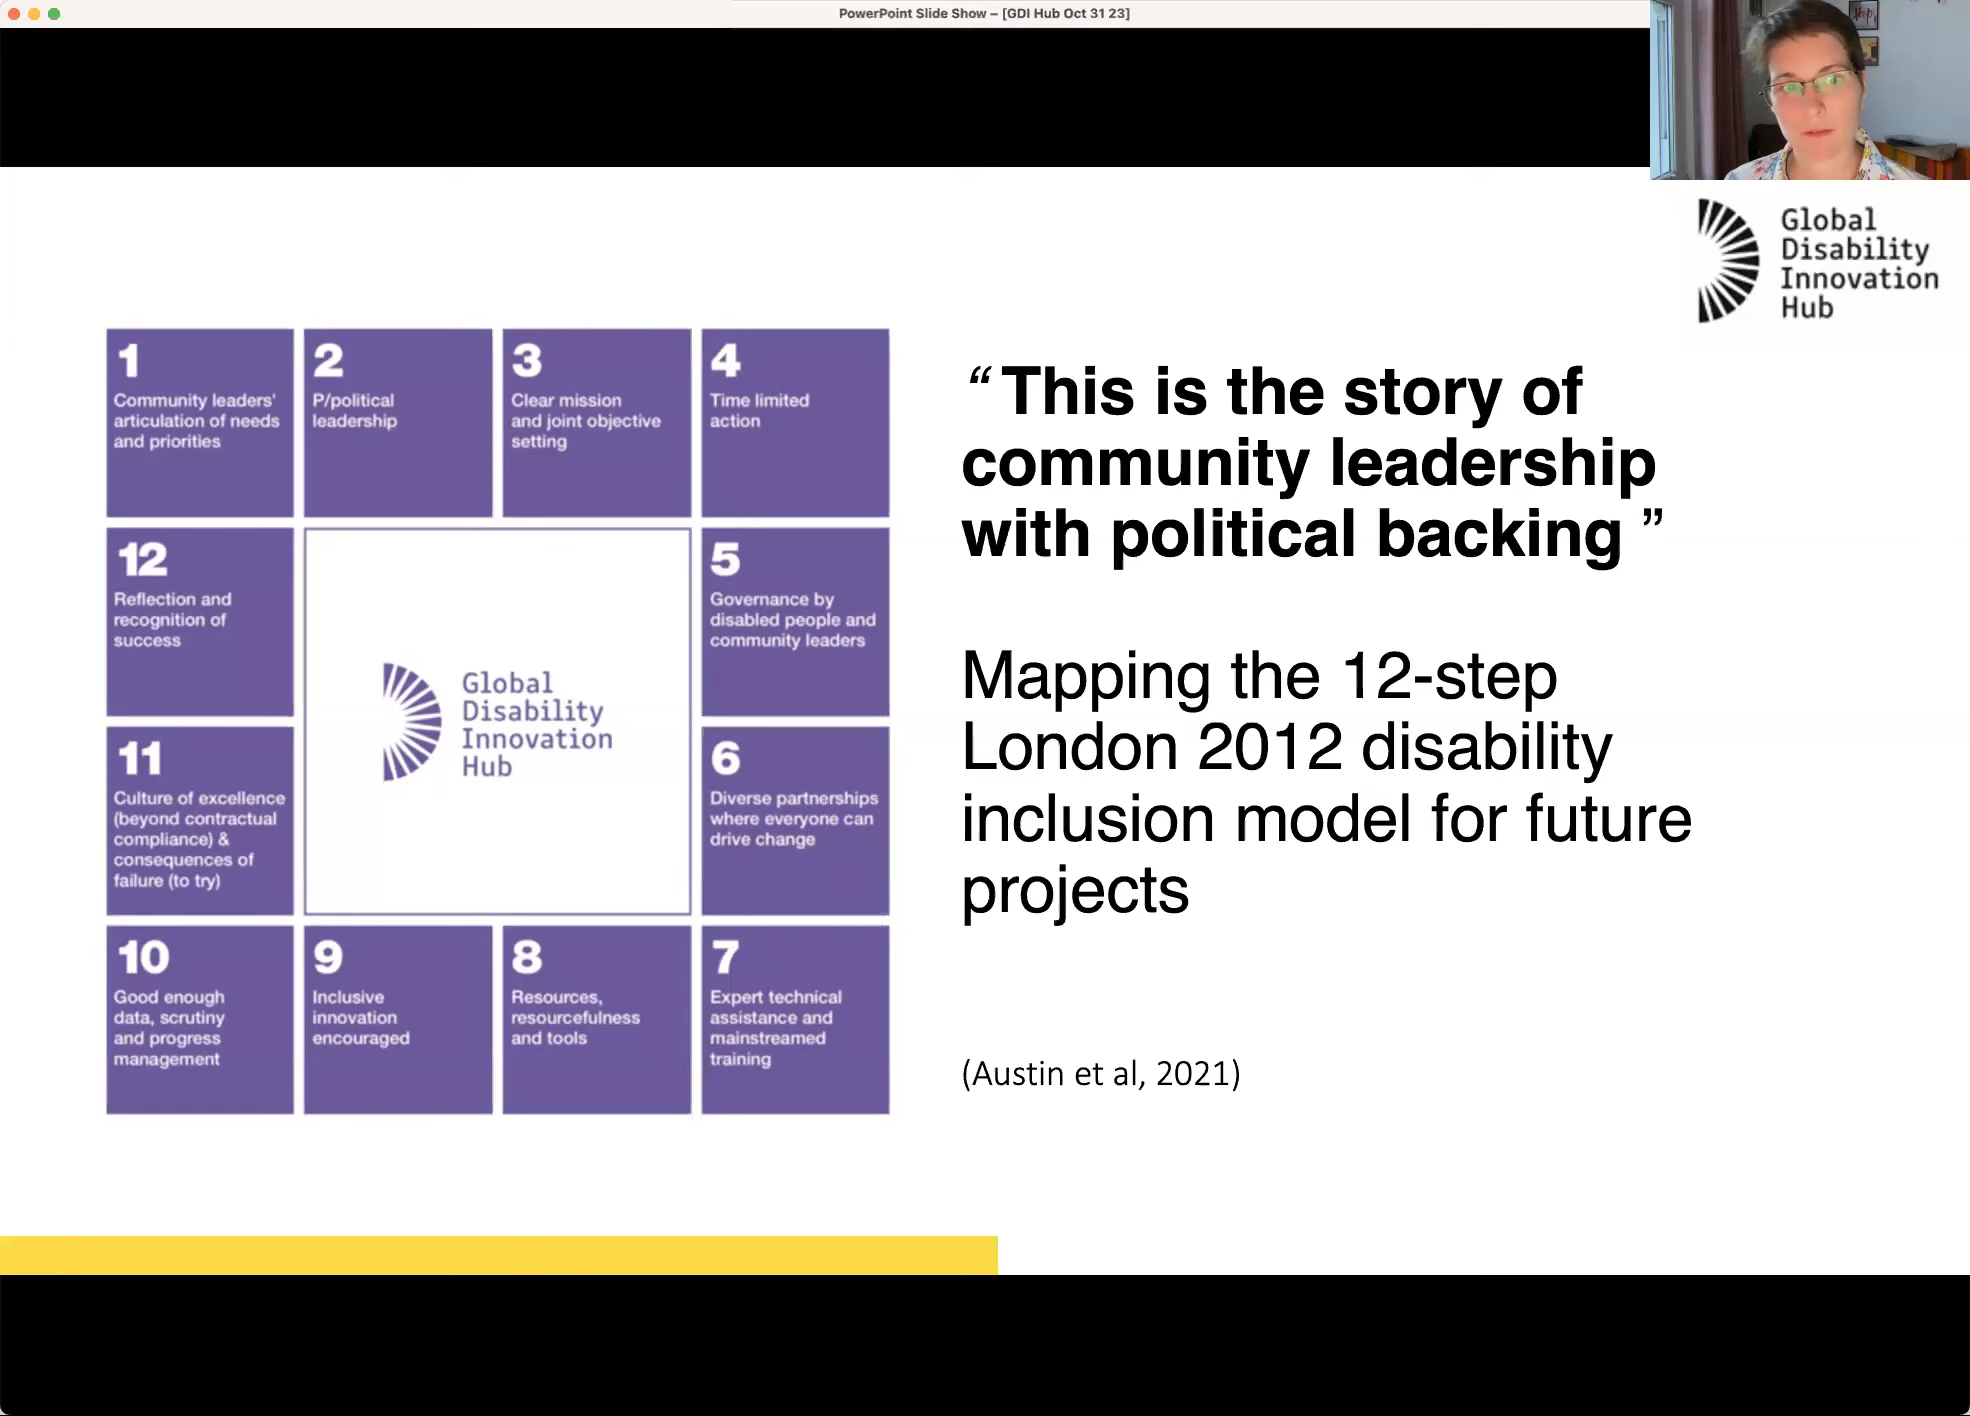 PowerPoint Slide Show – [GDI Hub Oct 31 23]
Global
Disability
Innovation
Hub
1
Community leaders'
articulation of needs
and priorities
2
P/political
leadership
3
Clear mission
and joint objective
setting
4
Time limited
action
12
Reflection and
recognition of
success
Global
Disability
Innovation
Hub
5
Governance by
disabled people and
community leaders
11
Culture of excellence
(beyond contractual
compliance) &
consequences of
failure (to try)
6
Diverse partnerships
where everyone can
drive change
10
Good enough
data, scrutiny
and progress
management
9
Inclusive
innovation
encouraged
8
Resources,
resourcefulness
and tools
7
Expert technical
assistance and
mainstreamed
training
“ This is the story of
community leadership
with political backing ”
Mapping the 12-step
London 2012 disability
inclusion model for future
projects
(Austin et al, 2021)